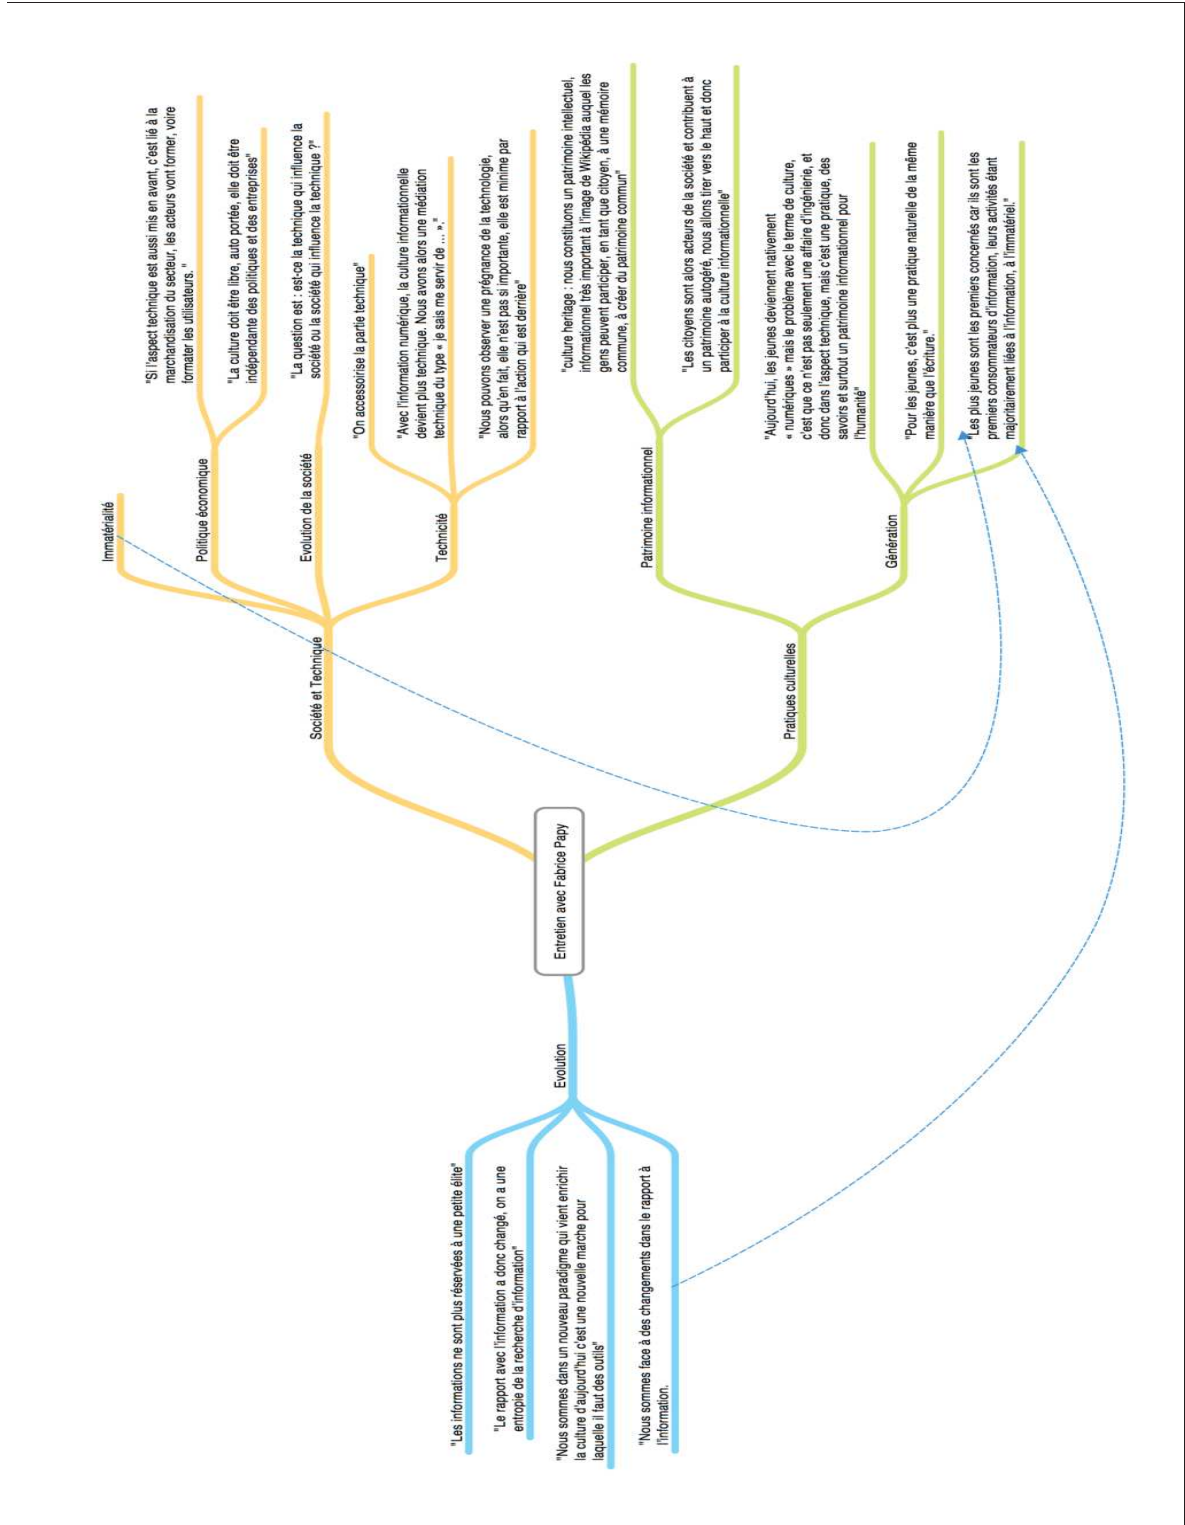 Immatérialité
"Si l'aspect technique est aussi mis en avant, c'est lié à la
marchandisation du secteur, les acteurs vont former, voire
formater les utilisateurs. "
Politique économique
"La culture doit être libre, auto portée, elle doit être
indépendante des politiques et des entreprises"
"La question est : est-ce la technique qui influence la
société ou la société qui influence la technique ?"
Evolution de la société
Société et Technique
"On accessoirise la partie technique"
"Avec l'information numérique, la culture informationnelle
devient plus technique. Nous avons alors une médiation
technique du type « je sais me servir de ... »."
Technicité
"Nous pouvons observer une prégnance de la technologie,
alors qu'en fait, elle n'est pas si importante, elle est minime par
rapport à l'action qui est derrière"
"Les informations ne sont plus réservées à une petite élite"
"Le rapport avec l'information a donc changé, on a une
entropie de la recherche d'information"
Evolution
Entretien avec Fabrice Papy
"Nous sommes dans un nouveau paradigme qui vient enrichir
la culture d'aujourd'hui c'est une nouvelle marche pour
laquelle il faut des outils"
"Nous sommes face à des changements dans le rapport à
l'information.
"culture heritage : nous constituons un patrimoine intellectuel,
informationnel très important à l'image de Wikipédia auquel les
gens peuvent participer, en tant que citoyen, à une mémoire
commune, à créer du patrimoine commun"
Patrimoine informationnel
"Les citoyens sont alors acteurs de la société et contribuent à
un patrimoine autogéré, nous allons tirer vers le haut et donc
participer à la culture informationnelle"
Pratiques culturelles
"Aujourd'hui, les jeunes deviennent nativement
« numériques » mais le problème avec le terme de culture,
c'est que ce n'est pas seulement une affaire d'ingénierie, et
donc dans l'aspect technique, mais c'est une pratique, des
savoirs et surtout un patrimoine informationnel pour
l'humanité"
Génération
"Pour les jeunes, c'est plus une pratique naturelle de la même
manière que l'écriture."
"Les plus jeunes sont les premiers concernés car ils sont les
premiers consommateurs d'information, leurs activités étant
majoritairement liées à l'information, à l'immatériel."